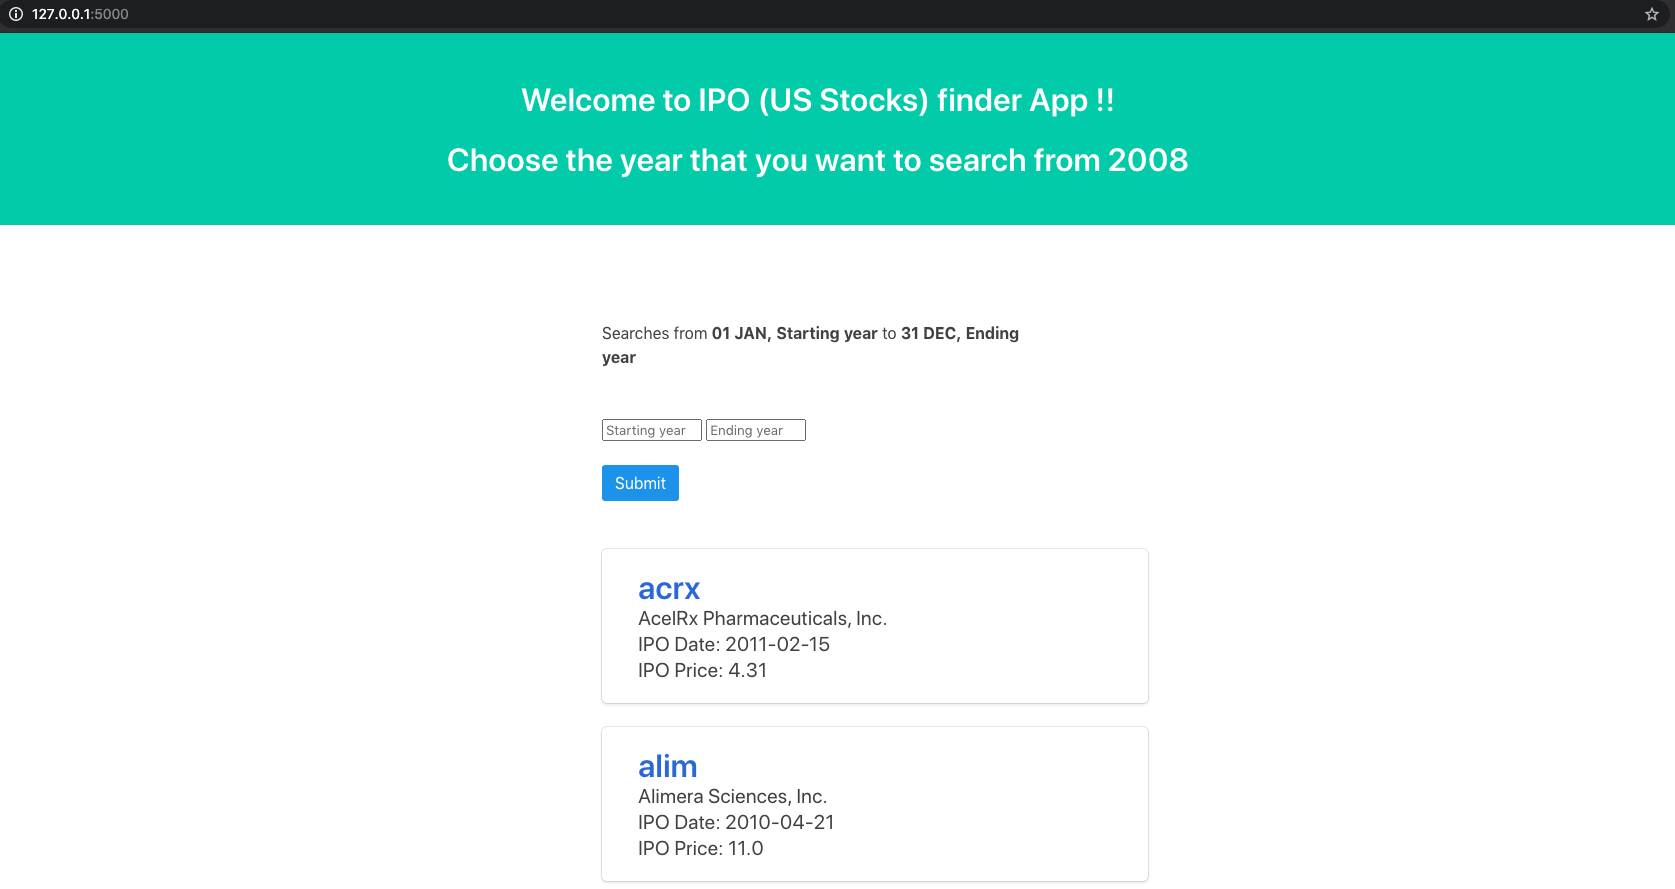 127.0.0.1:5000
Welcome to IPO (US Stocks) finder App !!
Choose the year that you want to search from 2008
Searches from 01 JAN, Starting year to 31 DEC, Ending
year
Starting year Ending year
Submit
acrx
AcelRx Pharmaceuticals, Inc.
IPO Date: 2011-02-15
IPO Price: 4.31
alim
Alimera Sciences, Inc.
IPO Date: 2010-04-21
IPO Price: 11.0